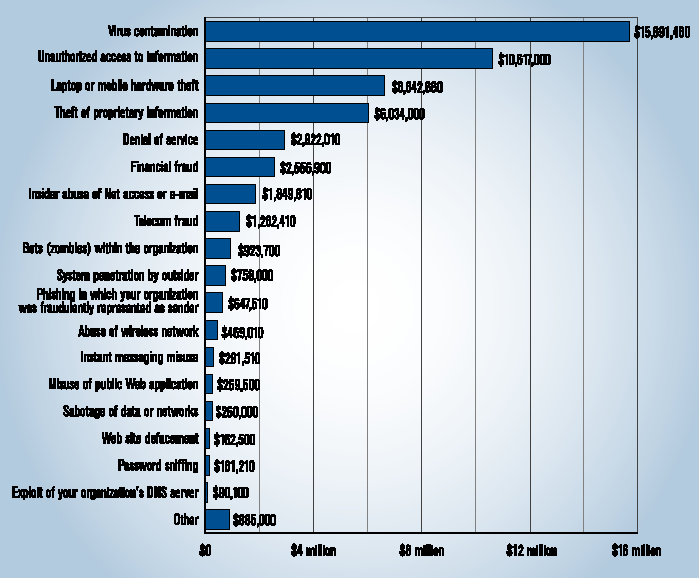 Virus contamination $15,691,460
Unauthorized access to information $10,617,000
Laptop or mobile hardware theft $6,642,660
Theft of proprietary information $6,034,000
Denial of service $2,922,010
Financial fraud $2,556,900
Insider abuse of Net access or e-mail $1,849,810
Telecom fraud $1,262,410
Bots (zombies) within the organization $923,700
System penetration by outsider $758,000
Phishing in which your organization
was fraudulently represented as sender $647,510
Abuse of wireless network $469,010
Instant messaging misuse $291,510
Misuse of public Web application $269,500
Sabotage of data or networks $260,000
Web site defacement $162,500
Password sniffing $161,210
Exploit of your organization's DNS server $90,100
Other $885,000
$0 $4 million $8 million $12 million $16 million